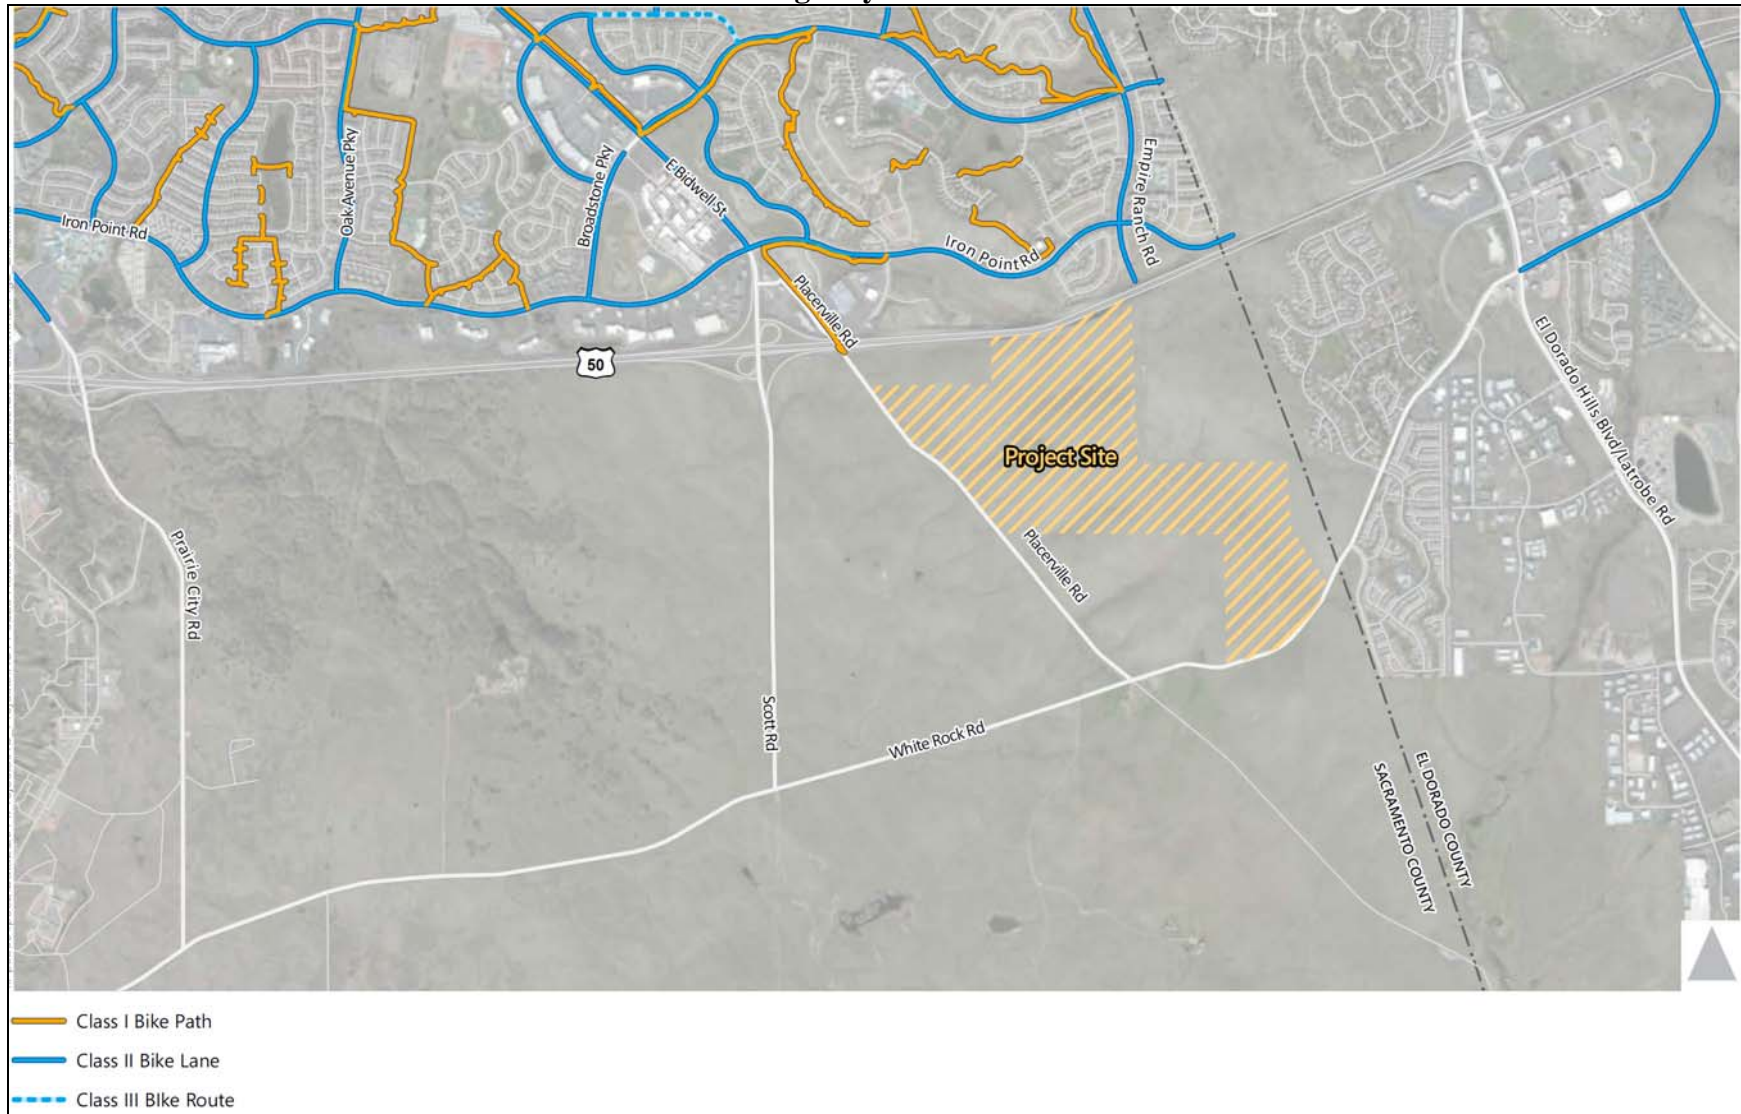 Oak Avenue Pky
Broadstone Pky
E Bidwell St
Empire Ranch Rd
Iron Point Rd
Iron Point Rd
Placerville Rd
50
El Dorado Hills Blvd/Latrobe Rd
Project Site
Prairie City Rd
Placerville Rd
Scott Rd
White Rock Rd
EL DORADO COUNTY
SACRAMENTO COUNTY
Class I Bike Path
Class II Bike Lane
Class III BIke Route